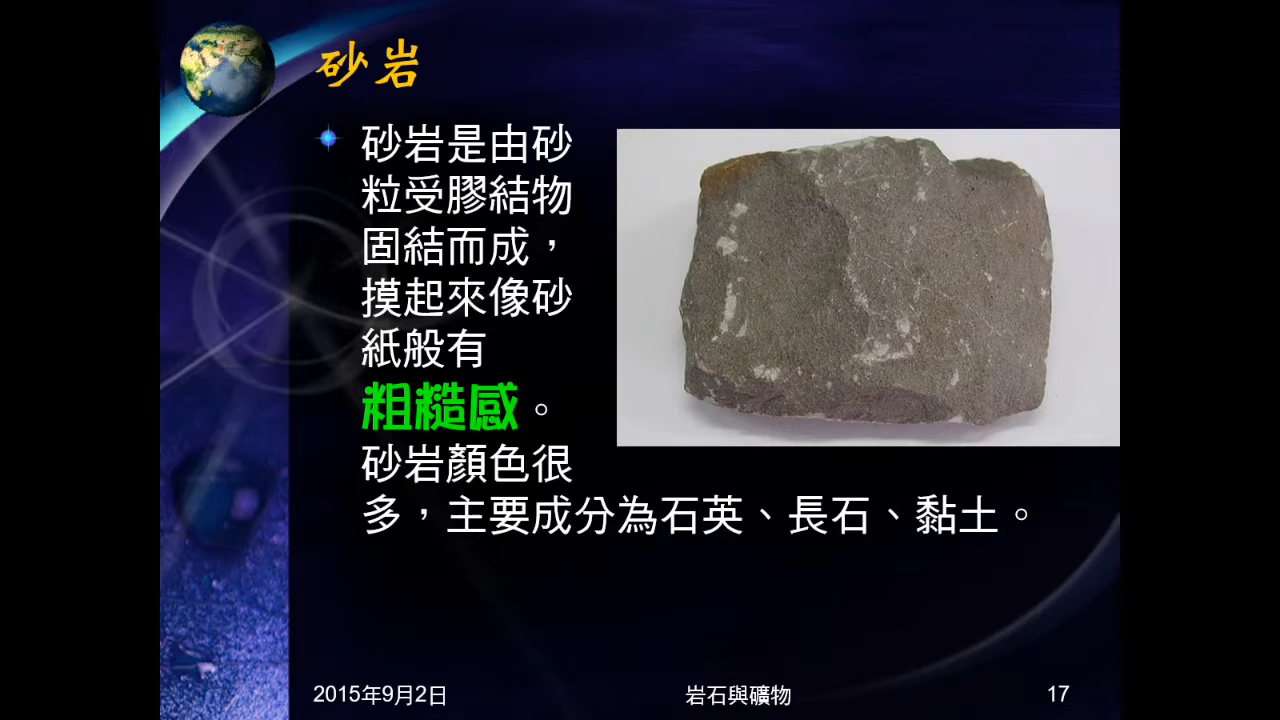 砂岩
砂岩是由砂
粒受膠結物
固結而成，
摸起來像砂
紙般有
粗糙感。
砂岩顏色很
多，主要成分為石英、長石、黏土。
2015年9月2日
岩石與礦物
17